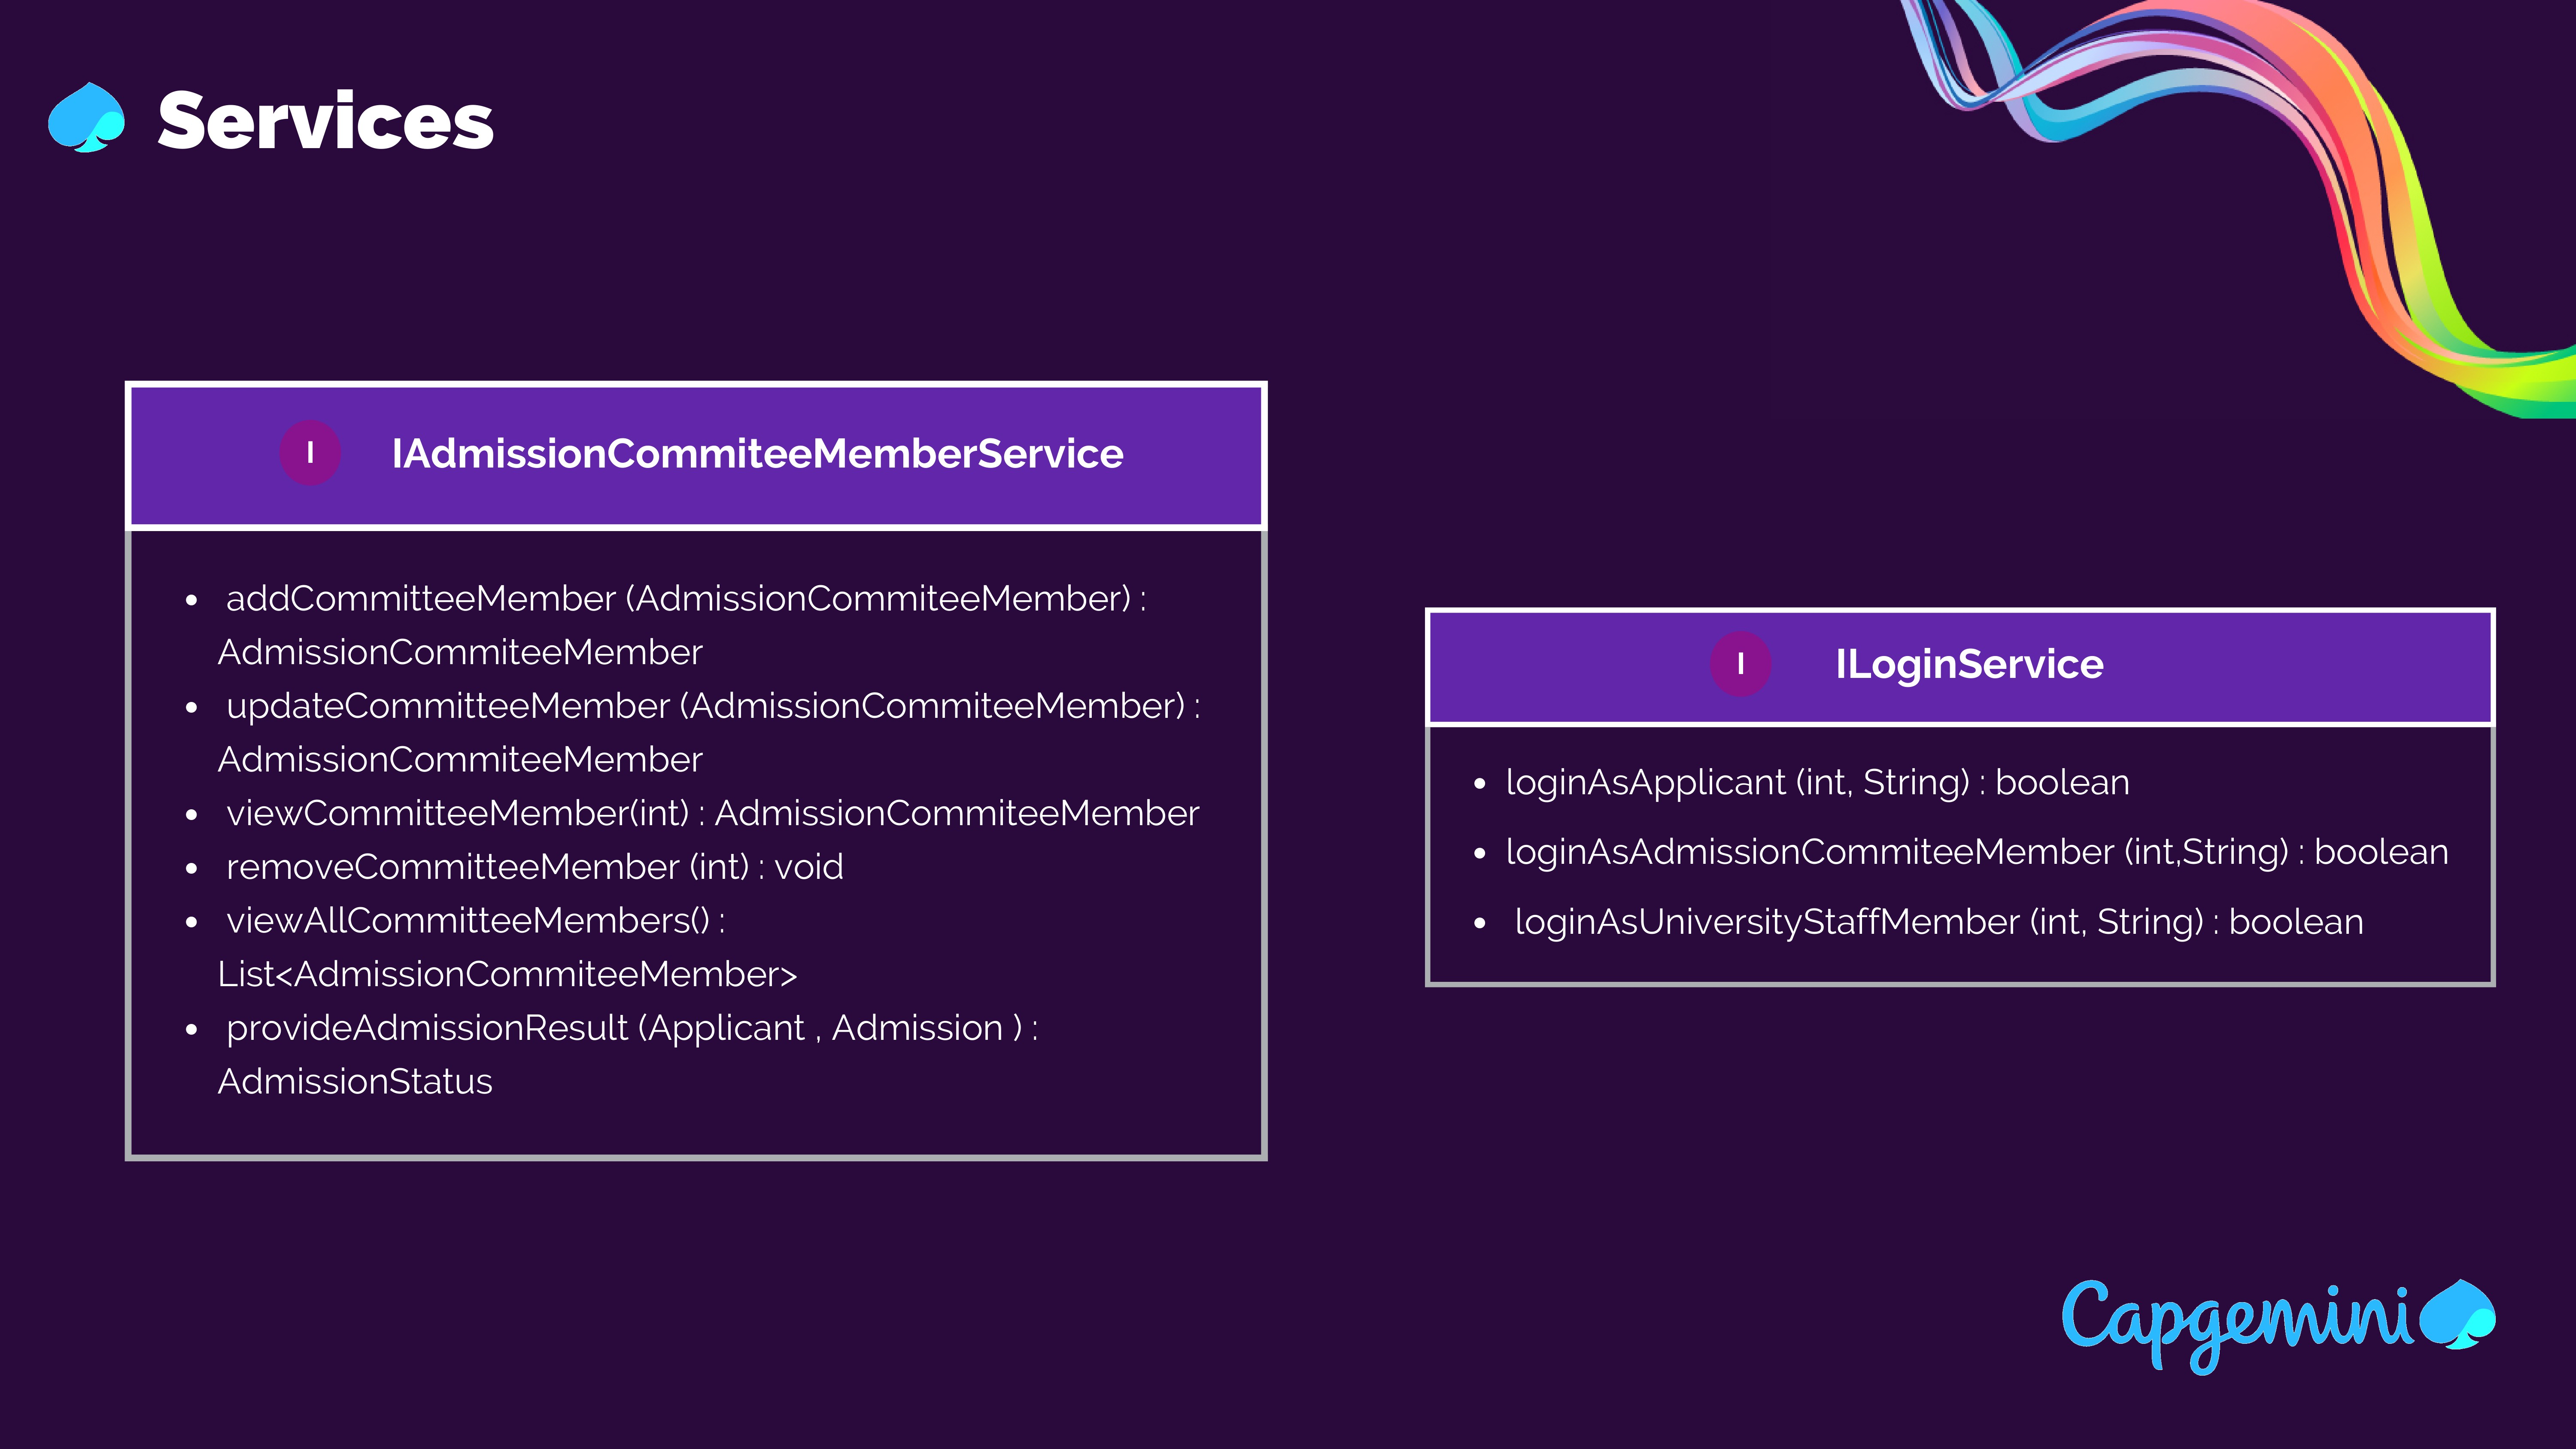 Services
I IAdmissionCommiteeMemberService
• addCommitteeMember (AdmissionCommiteeMember) :
AdmissionCommiteeMember
• updateCommitteeMember (AdmissionCommiteeMember) :
AdmissionCommiteeMember
• viewCommitteeMember(int) : AdmissionCommiteeMember
• removeCommitteeMember (int) : void
• viewAllCommitteeMembers() :
List<AdmissionCommiteeMember>
• provideAdmissionResult (Applicant , Admission ) :
AdmissionStatus
I ILoginService
• loginAsApplicant (int, String) : boolean
• loginAsAdmissionCommiteeMember (int,String) : boolean
• loginAsUniversityStaffMember (int, String) : boolean
Capgemini